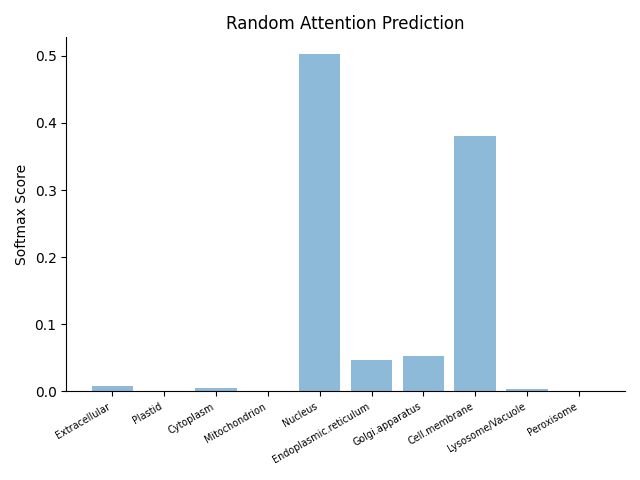 Random Attention Prediction
Softmax Score
0.5
0.4
0.3
0.2
0.1
0.0
Extracellular
Plastid
Cytoplasm
Mitochondrion
Nucleus
Endoplasmic.reticulum
Golgi.apparatus
Cell.membrane
Lysosome/Vacuole
Peroxisome